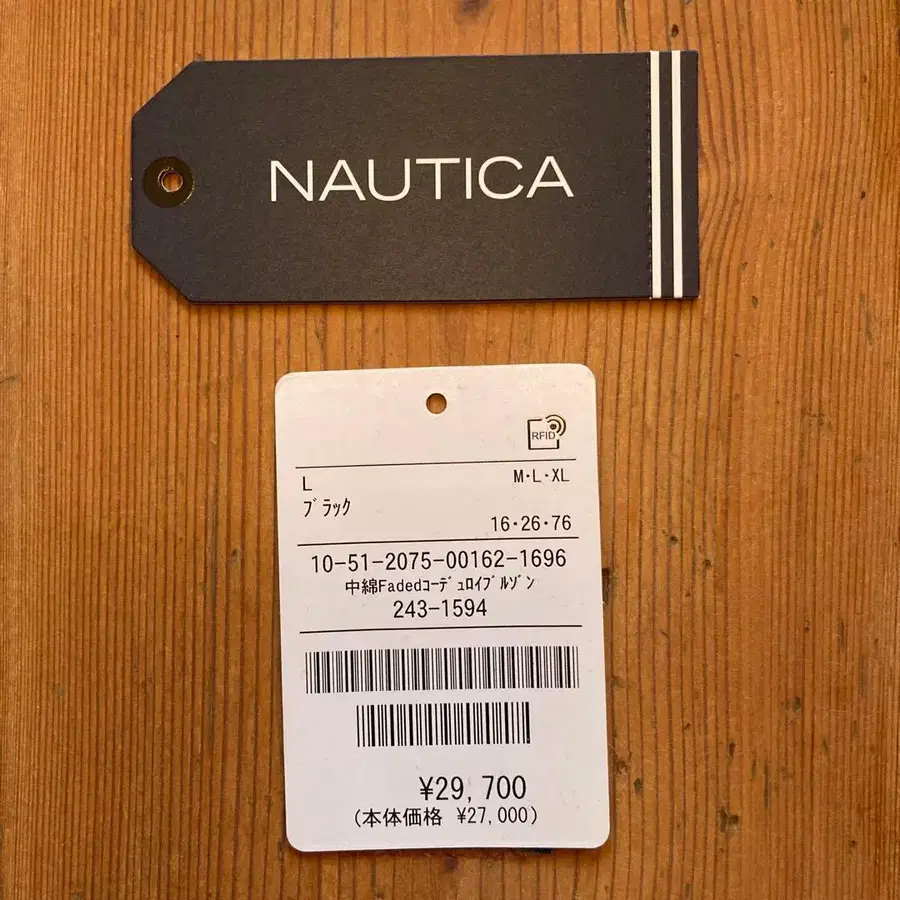 NAUTICA
RFID
L M・L・XL
ブラック
16・26・76
10-51-2075-00162-1696
中綿Fadedコーデュロイブルゾン
243-1594
¥29,700
(本体価格 ¥27,000)